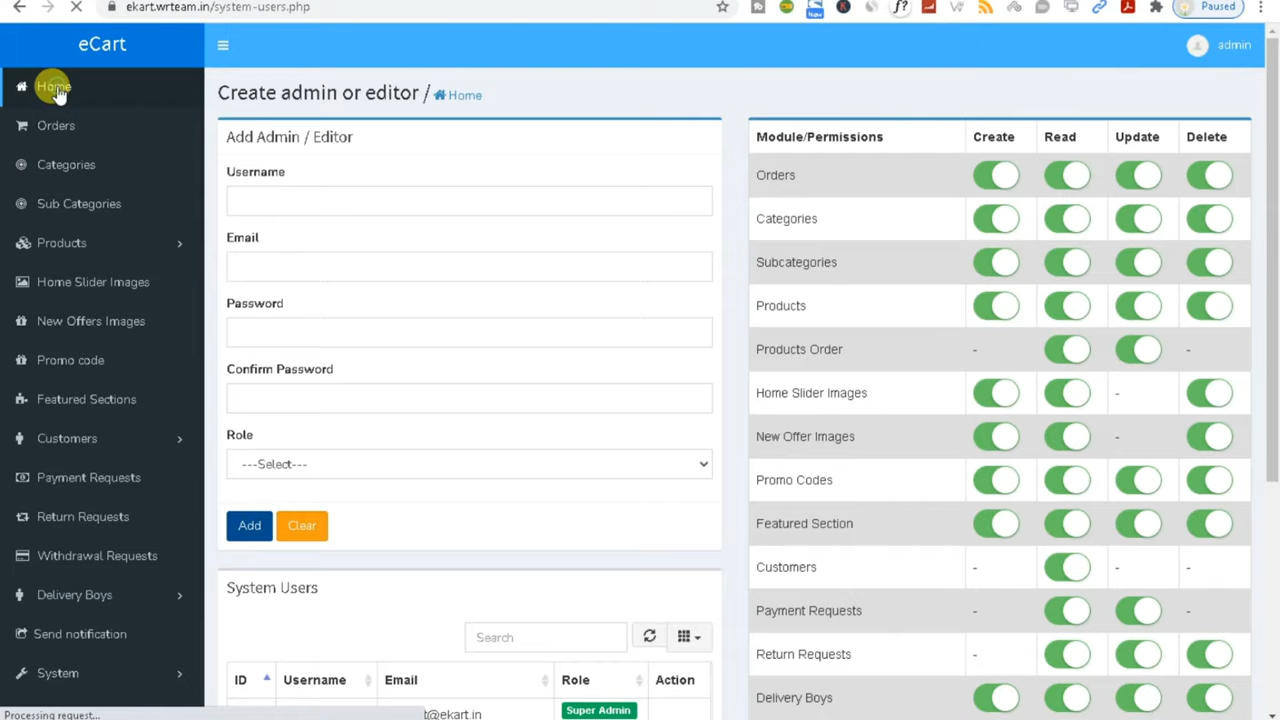 ekart.wrteam.in/system-users.php
New
f?
Paused
eCart
admin
Home
Orders
Categories
Sub Categories
Products
Home Slider Images
New Offers Images
Promo code
Featured Sections
Customers
Payment Requests
Return Requests
Withdrawal Requests
Delivery Boys
Send notification
System
Processing request...
Create admin or editor / Home
Add Admin / Editor
Username
Email
Password
Confirm Password
Role
---Select---
Add Clear
System Users
Search
ID Username Email Role Action
@ekart.in Super Admin
Module/Permissions Create Read Update Delete
Orders
Categories
Subcategories
Products
Products Order - -
Home Slider Images -
New Offer Images -
Promo Codes
Featured Section
Customers - - -
Payment Requests - -
Return Requests -
Delivery Boys